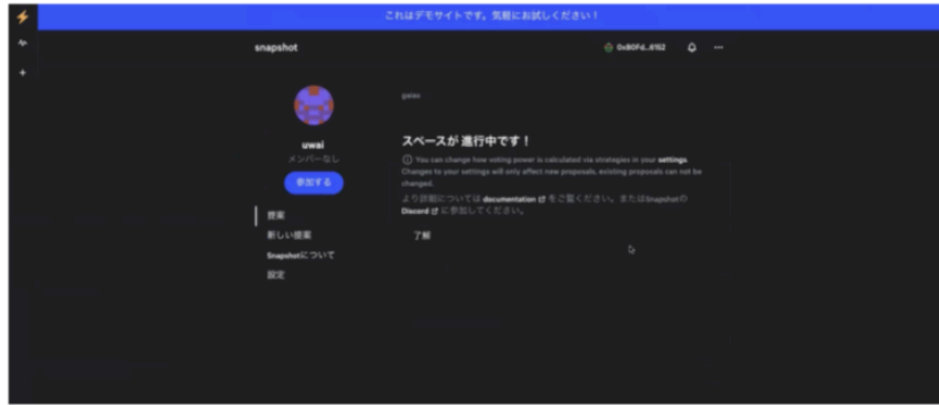 これはデモサイトです。気軽にお試しください！
snapshot
uwai
メンバーなし
参加する
提案
新しい提案
Snapshotについて
設定
スペースが 進行中です！
You can change how voting power is calculated via strategies in your settings.
Changes to your settings will only affect new proposals, existing proposals can not be
changed.
より詳細については documentation をご覧ください。またはSnapshotの
Discord に参加してください。
了解